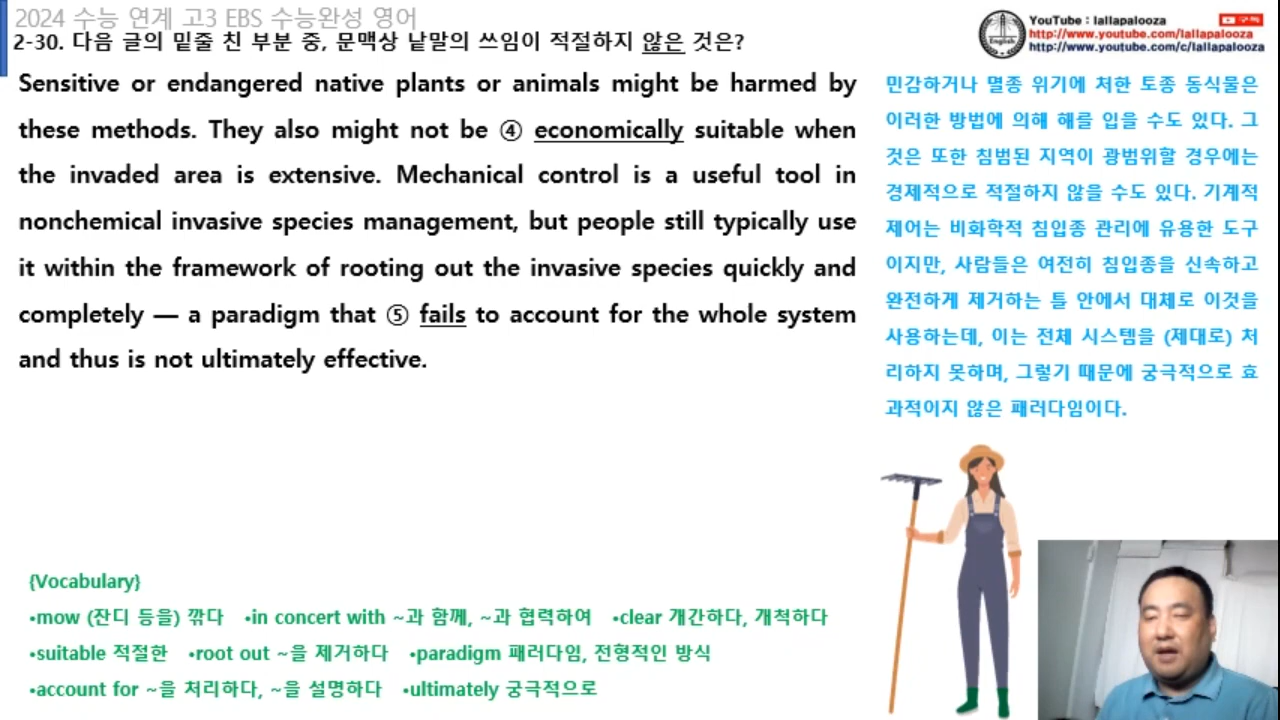 2024 수능 연계 고3 EBS 수능완성 영어
2-30. 다음 글의 밑줄 친 부분 중, 문맥상 낱말의 쓰임이 적절하지 않은 것은?
YouTube : lallapalooza
구독
http://www.youtube.com/lallapalooza
http://www.youtube.com/c/lallapalooza
English
Sensitive or endangered native plants or animals might be harmed by
these methods. They also might not be ④ economically suitable when
the invaded area is extensive. Mechanical control is a useful tool in
nonchemical invasive species management, but people still typically use
it within the framework of rooting out the invasive species quickly and
completely — a paradigm that ⑤ fails to account for the whole system
and thus is not ultimately effective.
민감하거나 멸종 위기에 처한 토종 동식물은
이러한 방법에 의해 해를 입을 수도 있다. 그
것은 또한 침범된 지역이 광범위할 경우에는
경제적으로 적절하지 않을 수도 있다. 기계적
제어는 비화학적 침입종 관리에 유용한 도구
이지만, 사람들은 여전히 침입종을 신속하고
완전하게 제거하는 틀 안에서 대체로 이것을
사용하는데, 이는 전체 시스템을 (제대로) 처
리하지 못하며, 그렇기 때문에 궁극적으로 효
과적이지 않은 패러다임이다.
{Vocabulary}
•mow (잔디 등을) 깎다 •in concert with ~과 함께, ~과 협력하여 •clear 개간하다, 개척하다
•suitable 적절한 •root out ~을 제거하다 •paradigm 패러다임, 전형적인 방식
•account for ~을 처리하다, ~을 설명하다 •ultimately 궁극적으로